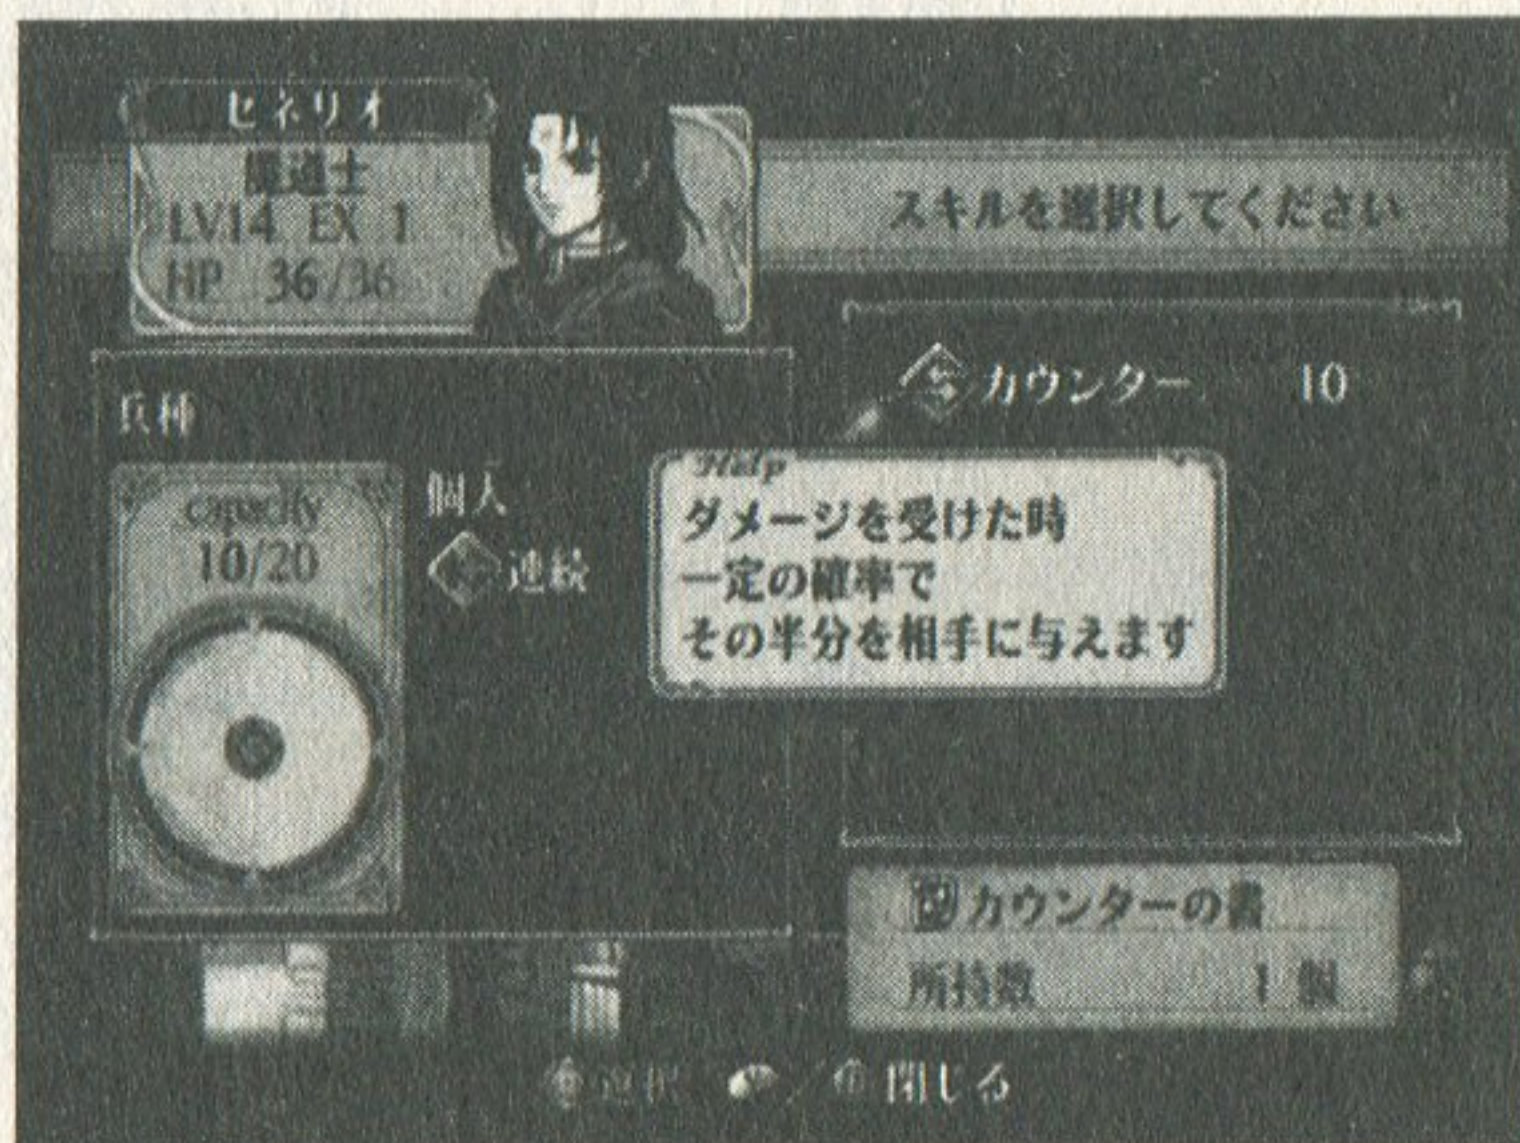 セネリオ
魔道士
LV14 EX 1
HP 36/36
スキルを選択してください
兵種
capacity
10/20
個人
連続
カウンター 10
Help
ダメージを受けた時
一定の確率で
その半分を相手に与えます
カウンターの書
所持数 1 個
選択 / 閉じる